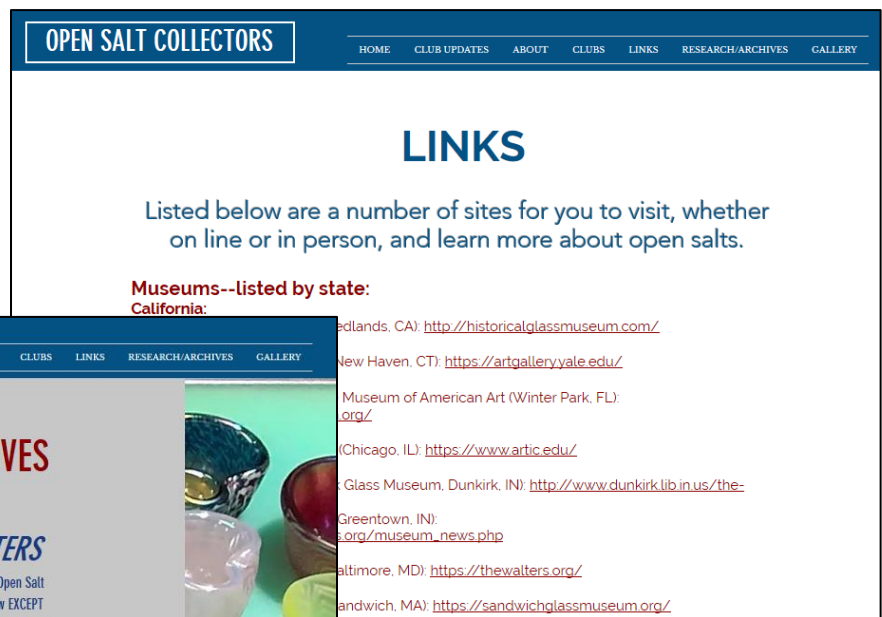 OPEN SALT COLLECTORS
HOME CLUB UPDATES ABOUT CLUBS LINKS RESEARCH/ARCHIVES GALLERY
LINKS
Listed below are a number of sites for you to visit, whether
on line or in person, and learn more about open salts.
Museums--listed by state:
California:
CA): http://historicalglassmuseum.com/
New Haven, CT): https://artgallery.yale.edu/
Museum of American Art (Winter Park, FL):
.org/
(Chicago, IL): https://www.artic.edu/
Glass Museum, Dunkirk, IN): http://www.dunkirk.lib.in.us/the-
Greentown, IN):
s.org/museum_news.php
MD): https://thewalters.org/
MA): https://sandwichglassmuseum.org/
CLUBS LINKS RESEARCH/ARCHIVES GALLERY
VES
TERS
Open Salt
EXCEPT